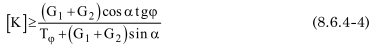 [K]≥ (G₁+G₂)cos α tgφ / Tφ+(G₁+G₂)sin α (8.6.4-4)